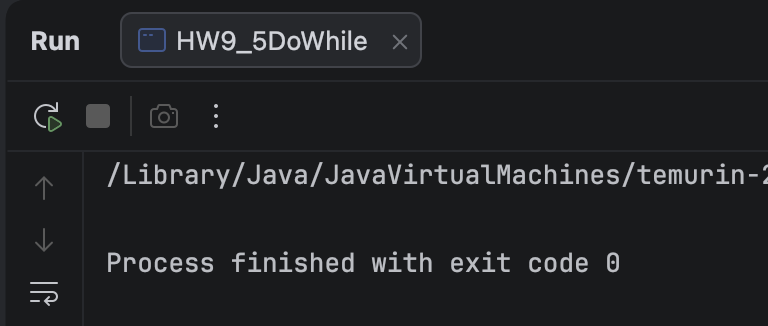 Run HW9_5DoWhile
/Library/Java/JavaVirtualMachines/temurin-2
Process finished with exit code 0